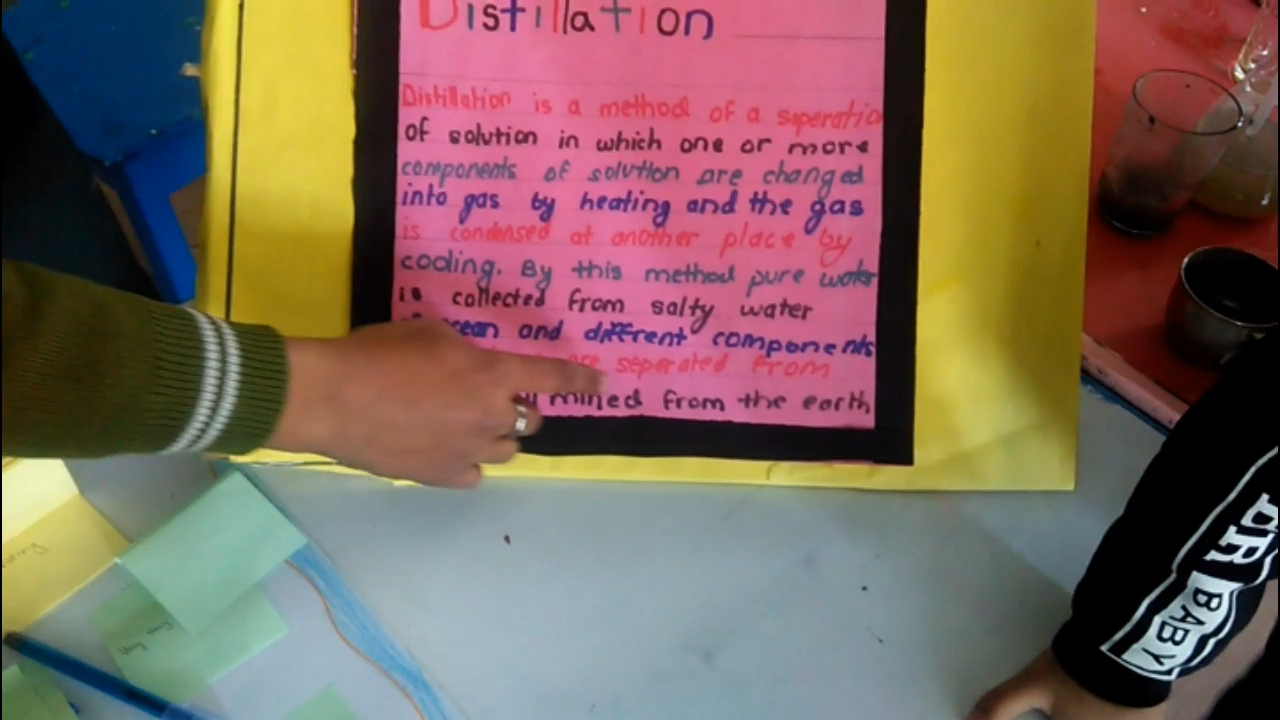 Distillation
Distillation is a method of a seperatio
of solution in which one or more
components of solution are changed
into gas by heating and the gas
is condensed at another place by
cooling. By this method pure water
is collected from salty water
and different components
are seperated from
mined from the earth
BABY